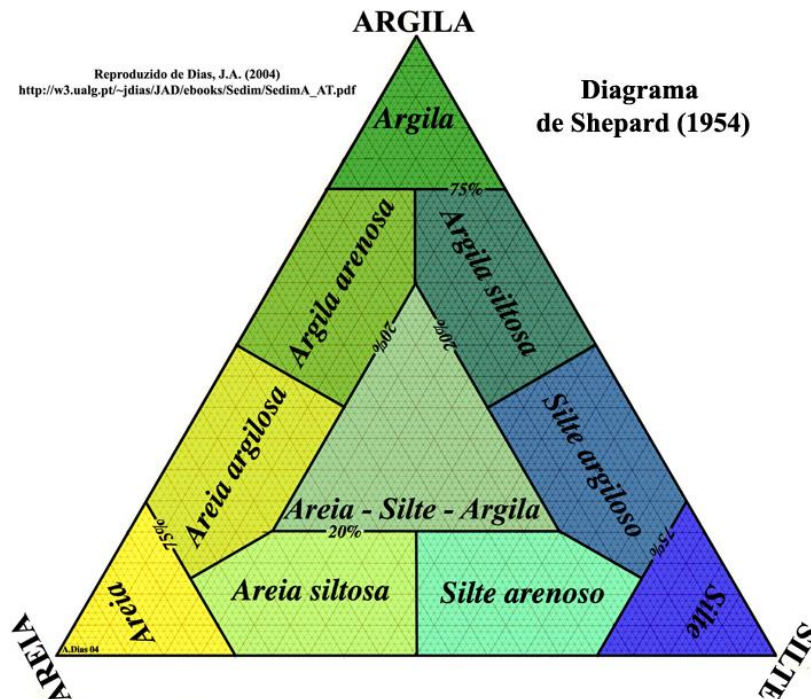 ARGILA
Reproduzido de Dias, J.A. (2004)
http://w3.ualg.pt/~jdias/JAD/ebooks/Sedim/SedimA_AT.pdf
Diagrama
de Shepard (1954)
Argila
75%
Argila arenosa
Argila siltosa
20%
20%
Areia argilosa
Silte argiloso
Areia - Silte - Argila
20%
75%
75%
Areia siltosa
Silte arenoso
Areia
Silte
A.Dias 04
AREIA
SILTE